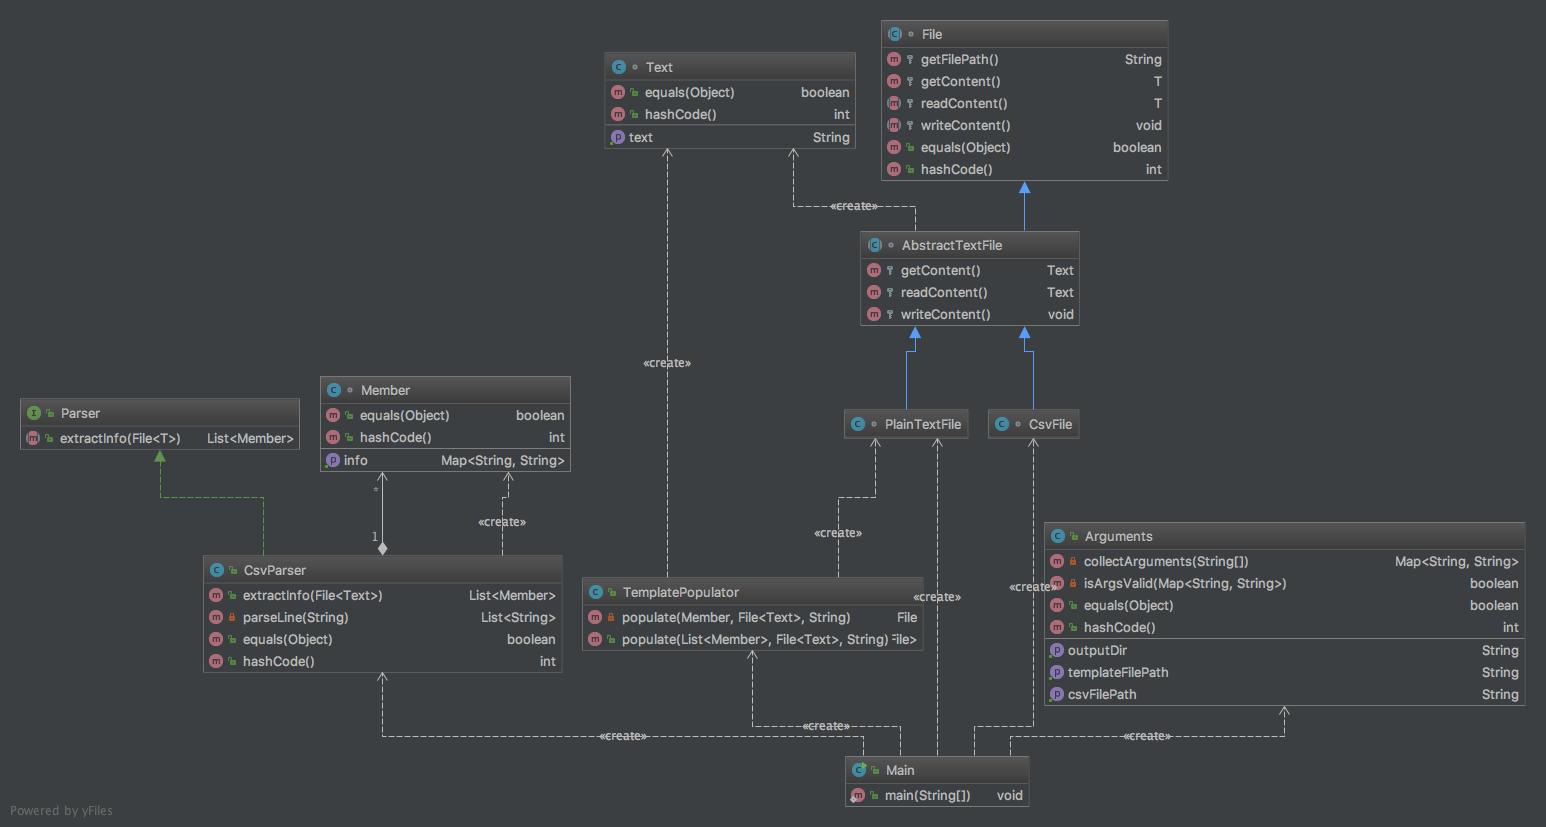 File
getFilePath() String
getContent() T
readContent() T
writeContent() void
equals(Object) boolean
hashCode() int
Text
equals(Object) boolean
hashCode() int
text String
«create»
AbstractTextFile
getContent() Text
readContent() Text
writeContent() void
«create»
Parser
extractInfo(File<T>) List<Member>
Member
equals(Object) boolean
hashCode() int
info Map<String, String>
PlainTextFile
CsvFile
*
1
«create»
«create»
CsvParser
extractInfo(File<Text>) List<Member>
parseLine(String) List<String>
equals(Object) boolean
hashCode() int
TemplatePopulator
populate(Member, File<Text>, String) File
populate(List<Member>, File<Text>, String) File>
«create»
«create»
Arguments
collectArguments(String[]) Map<String, String>
isArgsValid(Map<String, String>) boolean
equals(Object) boolean
hashCode() int
outputDir String
templateFilePath String
csvFilePath String
«create»
«create»
«create»
Main
main(String[]) void
Powered by yFiles